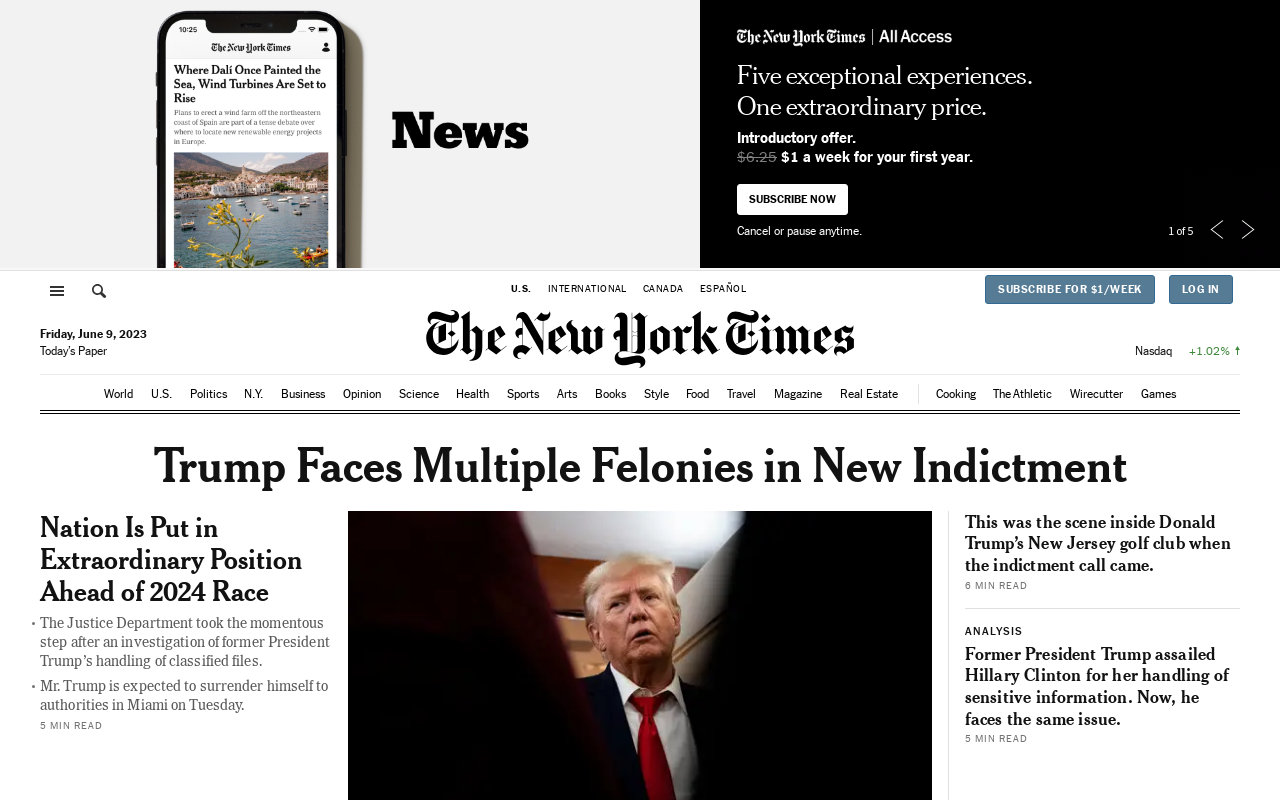 10:25
The New York Times
Where Dalí Once Painted the
Sea, Wind Turbines Are Set to
Rise
Plans to erect a wind farm off the northeastern
coast of Spain are part of a tense debate over
where to locate new renewable energy projects
in Europe.
News
The New York Times | All Access
Five exceptional experiences.
One extraordinary price.
Introductory offer.
$6.25 $1 a week for your first year.
SUBSCRIBE NOW
Cancel or pause anytime.
1 of 5
U.S. INTERNATIONAL CANADA ESPAÑOL
SUBSCRIBE FOR $1/WEEK
LOG IN
Friday, June 9, 2023
Today's Paper
The New York Times
Nasdaq +1.02%
World U.S. Politics N.Y. Business Opinion Science Health Sports Arts Books Style Food Travel Magazine Real Estate Cooking The Athletic Wirecutter Games
Trump Faces Multiple Felonies in New Indictment
Nation Is Put in
Extraordinary Position
Ahead of 2024 Race
• The Justice Department took the momentous
step after an investigation of former President
Trump's handling of classified files.
• Mr. Trump is expected to surrender himself to
authorities in Miami on Tuesday.
5 MIN READ
This was the scene inside Donald
Trump's New Jersey golf club when
the indictment call came.
6 MIN READ
ANALYSIS
Former President Trump assailed
Hillary Clinton for her handling of
sensitive information. Now, he
faces the same issue.
5 MIN READ